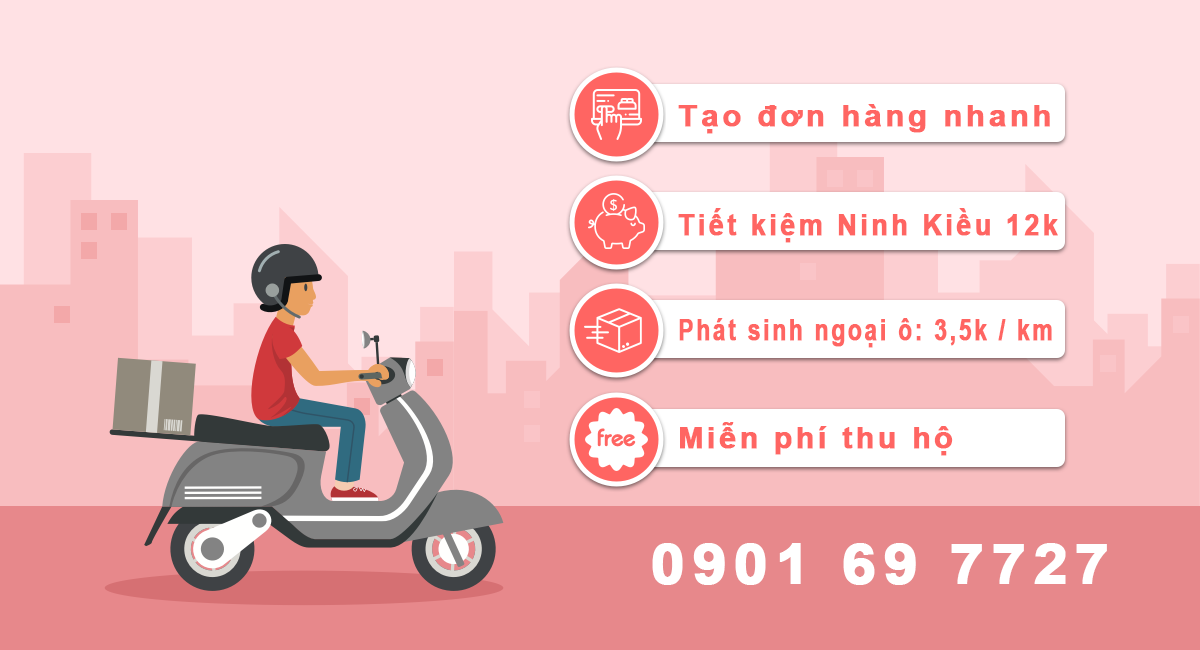 Tạo đơn hàng nhanh
Tiết kiệm Ninh Kiều 12k
Phát sinh ngoại ô: 3,5k / km
free
Miễn phí thu hộ
0901 69 7727